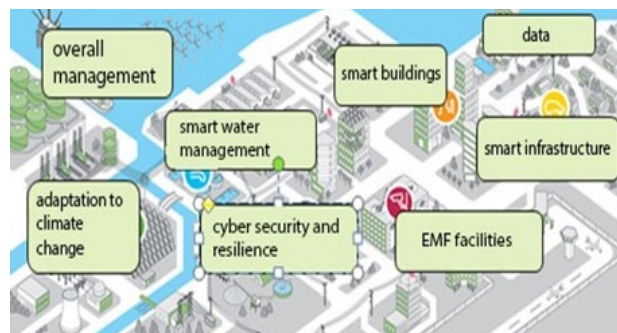 overall
management
smart buildings
data
smart water
management
smart infrastructure
adaptation to
climate
change
cyber security and
resilience
EMF facilities